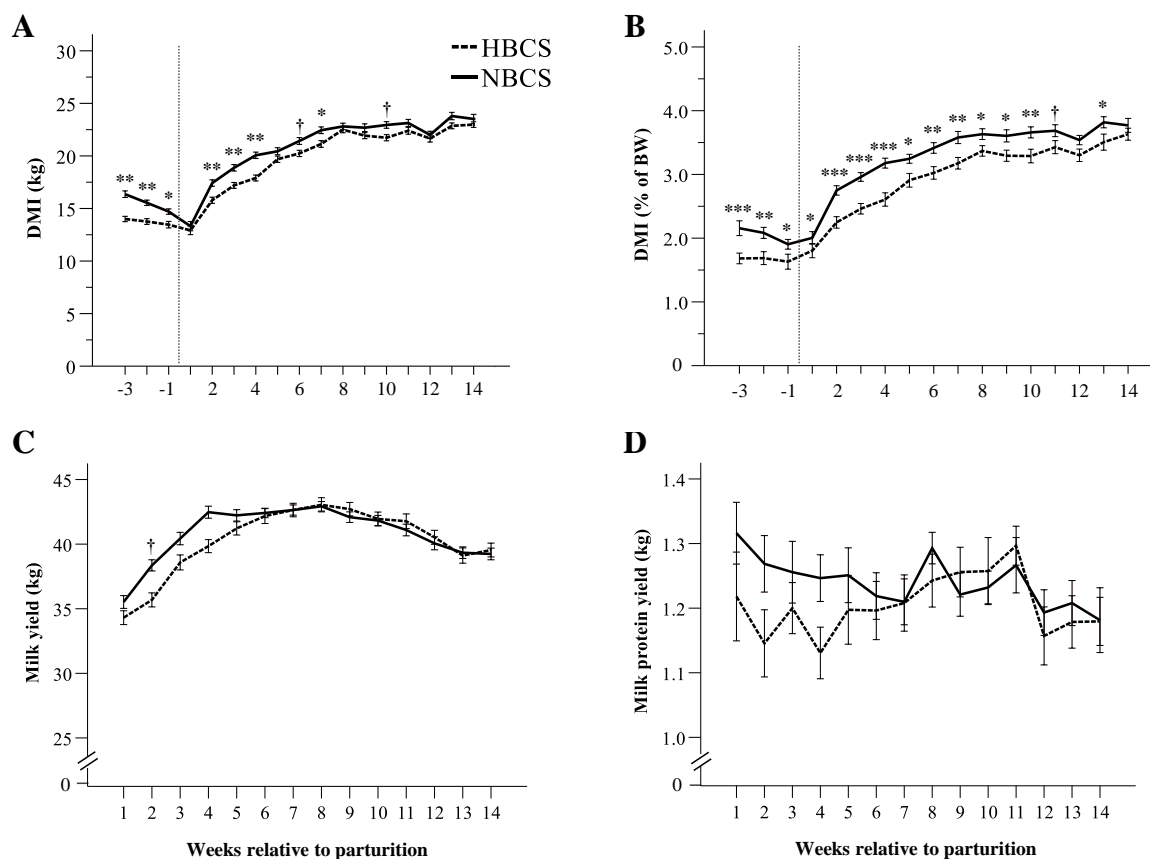 A
30
25
20
15
10
5
0
DMI (kg)
HBCS
NBCS
** ** * ** ** ** † * †
-3 -1 2 4 6 8 10 12 14
B
5.0
4.0
3.0
2.0
1.0
0
DMI (% of BW)
*** ** * * *** *** *** * ** ** * * ** † *
-3 -1 2 4 6 8 10 12 14
C
45
40
35
30
25
0
Milk yield (kg)
†
1 2 3 4 5 6 7 8 9 10 11 12 13 14
Weeks relative to parturition
D
1.4
1.3
1.2
1.1
1.0
0
Milk protein yield (kg)
1 2 3 4 5 6 7 8 9 10 11 12 13 14
Weeks relative to parturition